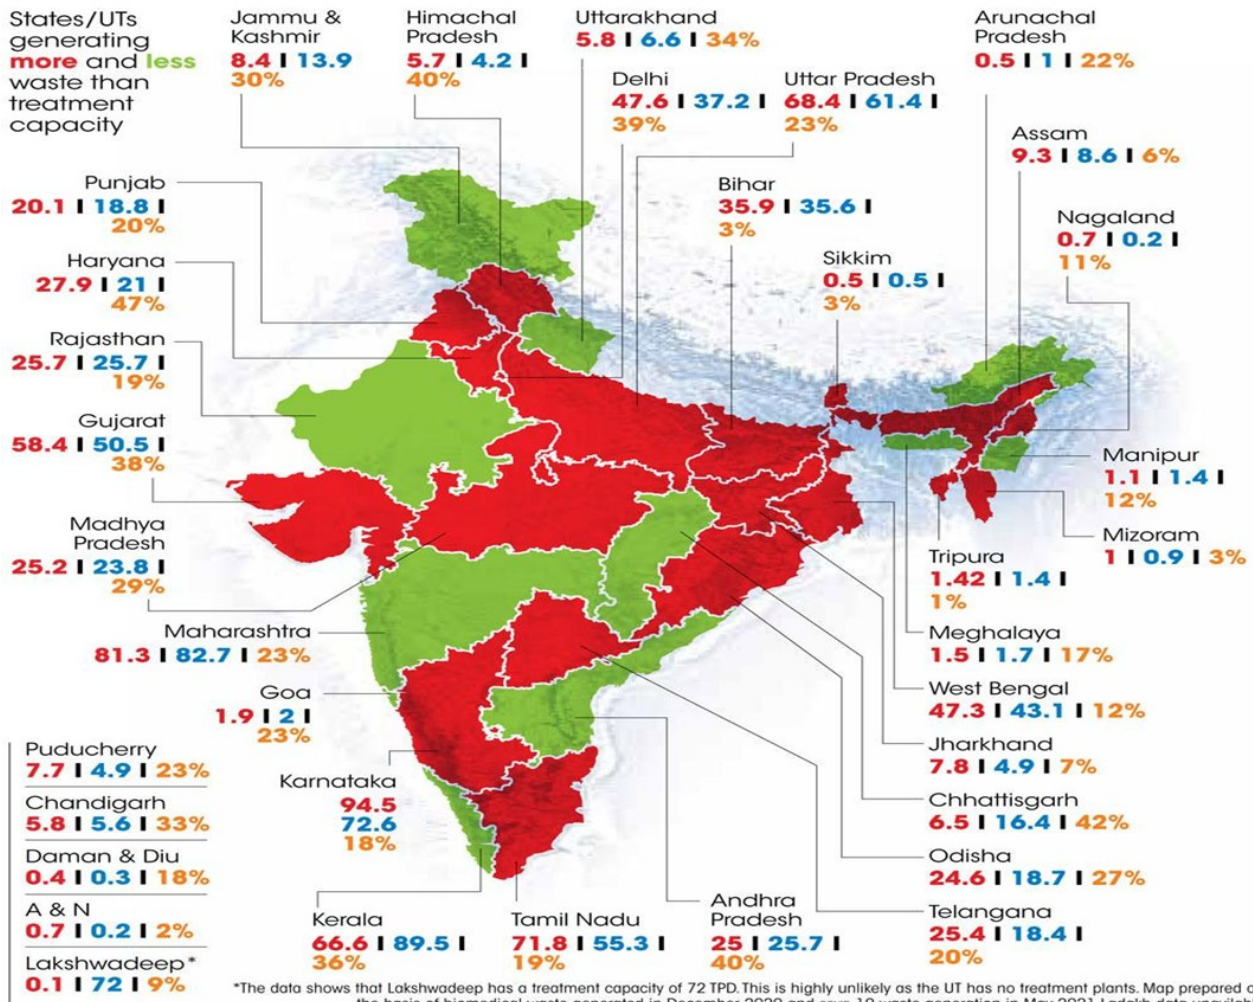 States/UTs
generating
more and less
waste than
treatment
capacity
Jammu &
Kashmir
8.4 | 13.9
30%
Himachal
Pradesh
5.7 | 4.2 |
40%
Uttarakhand
5.8 | 6.6 | 34%
Delhi
47.6 | 37.2 |
39%
Uttar Pradesh
68.4 | 61.4 |
23%
Arunachal
Pradesh
0.5 | 1 | 22%
Assam
9.3 | 8.6 | 6%
Bihar
35.9 | 35.6 |
3%
Nagaland
0.7 | 0.2 |
11%
Sikkim
0.5 | 0.5 |
3%
Punjab
20.1 | 18.8 |
20%
Haryana
27.9 | 21 |
47%
Rajasthan
25.7 | 25.7 |
19%
Gujarat
58.4 | 50.5 |
38%
Madhya
Pradesh
25.2 | 23.8 |
29%
Maharashtra
81.3 | 82.7 | 23%
Goa
1.9 | 2 |
23%
Karnataka
94.5
72.6
18%
Manipur
1.1 | 1.4 |
12%
Mizoram
1 | 0.9 | 3%
Tripura
1.42 | 1.4 |
1%
Meghalaya
1.5 | 1.7 | 17%
West Bengal
47.3 | 43.1 | 12%
Jharkhand
7.8 | 4.9 | 7%
Chhattisgarh
6.5 | 16.4 | 42%
Odisha
24.6 | 18.7 | 27%
Telangana
25.4 | 18.4 |
20%
Puducherry
7.7 | 4.9 | 23%
Chandigarh
5.8 | 5.6 | 33%
Daman & Diu
0.4 | 0.3 | 18%
A & N
0.7 | 0.2 | 2%
Lakshwadeep*
0.1 | 72 | 9%
Kerala
66.6 | 89.5 |
36%
Tamil Nadu
71.8 | 55.3 |
19%
Andhra
Pradesh
25 | 25.7 |
40%
*The data shows that Lakshwadeep has a treatment capacity of 72 TPD. This is highly unlikely as the UT has no treatment plants. Map prepared
the basis of biomedical waste generated in December 2020 and